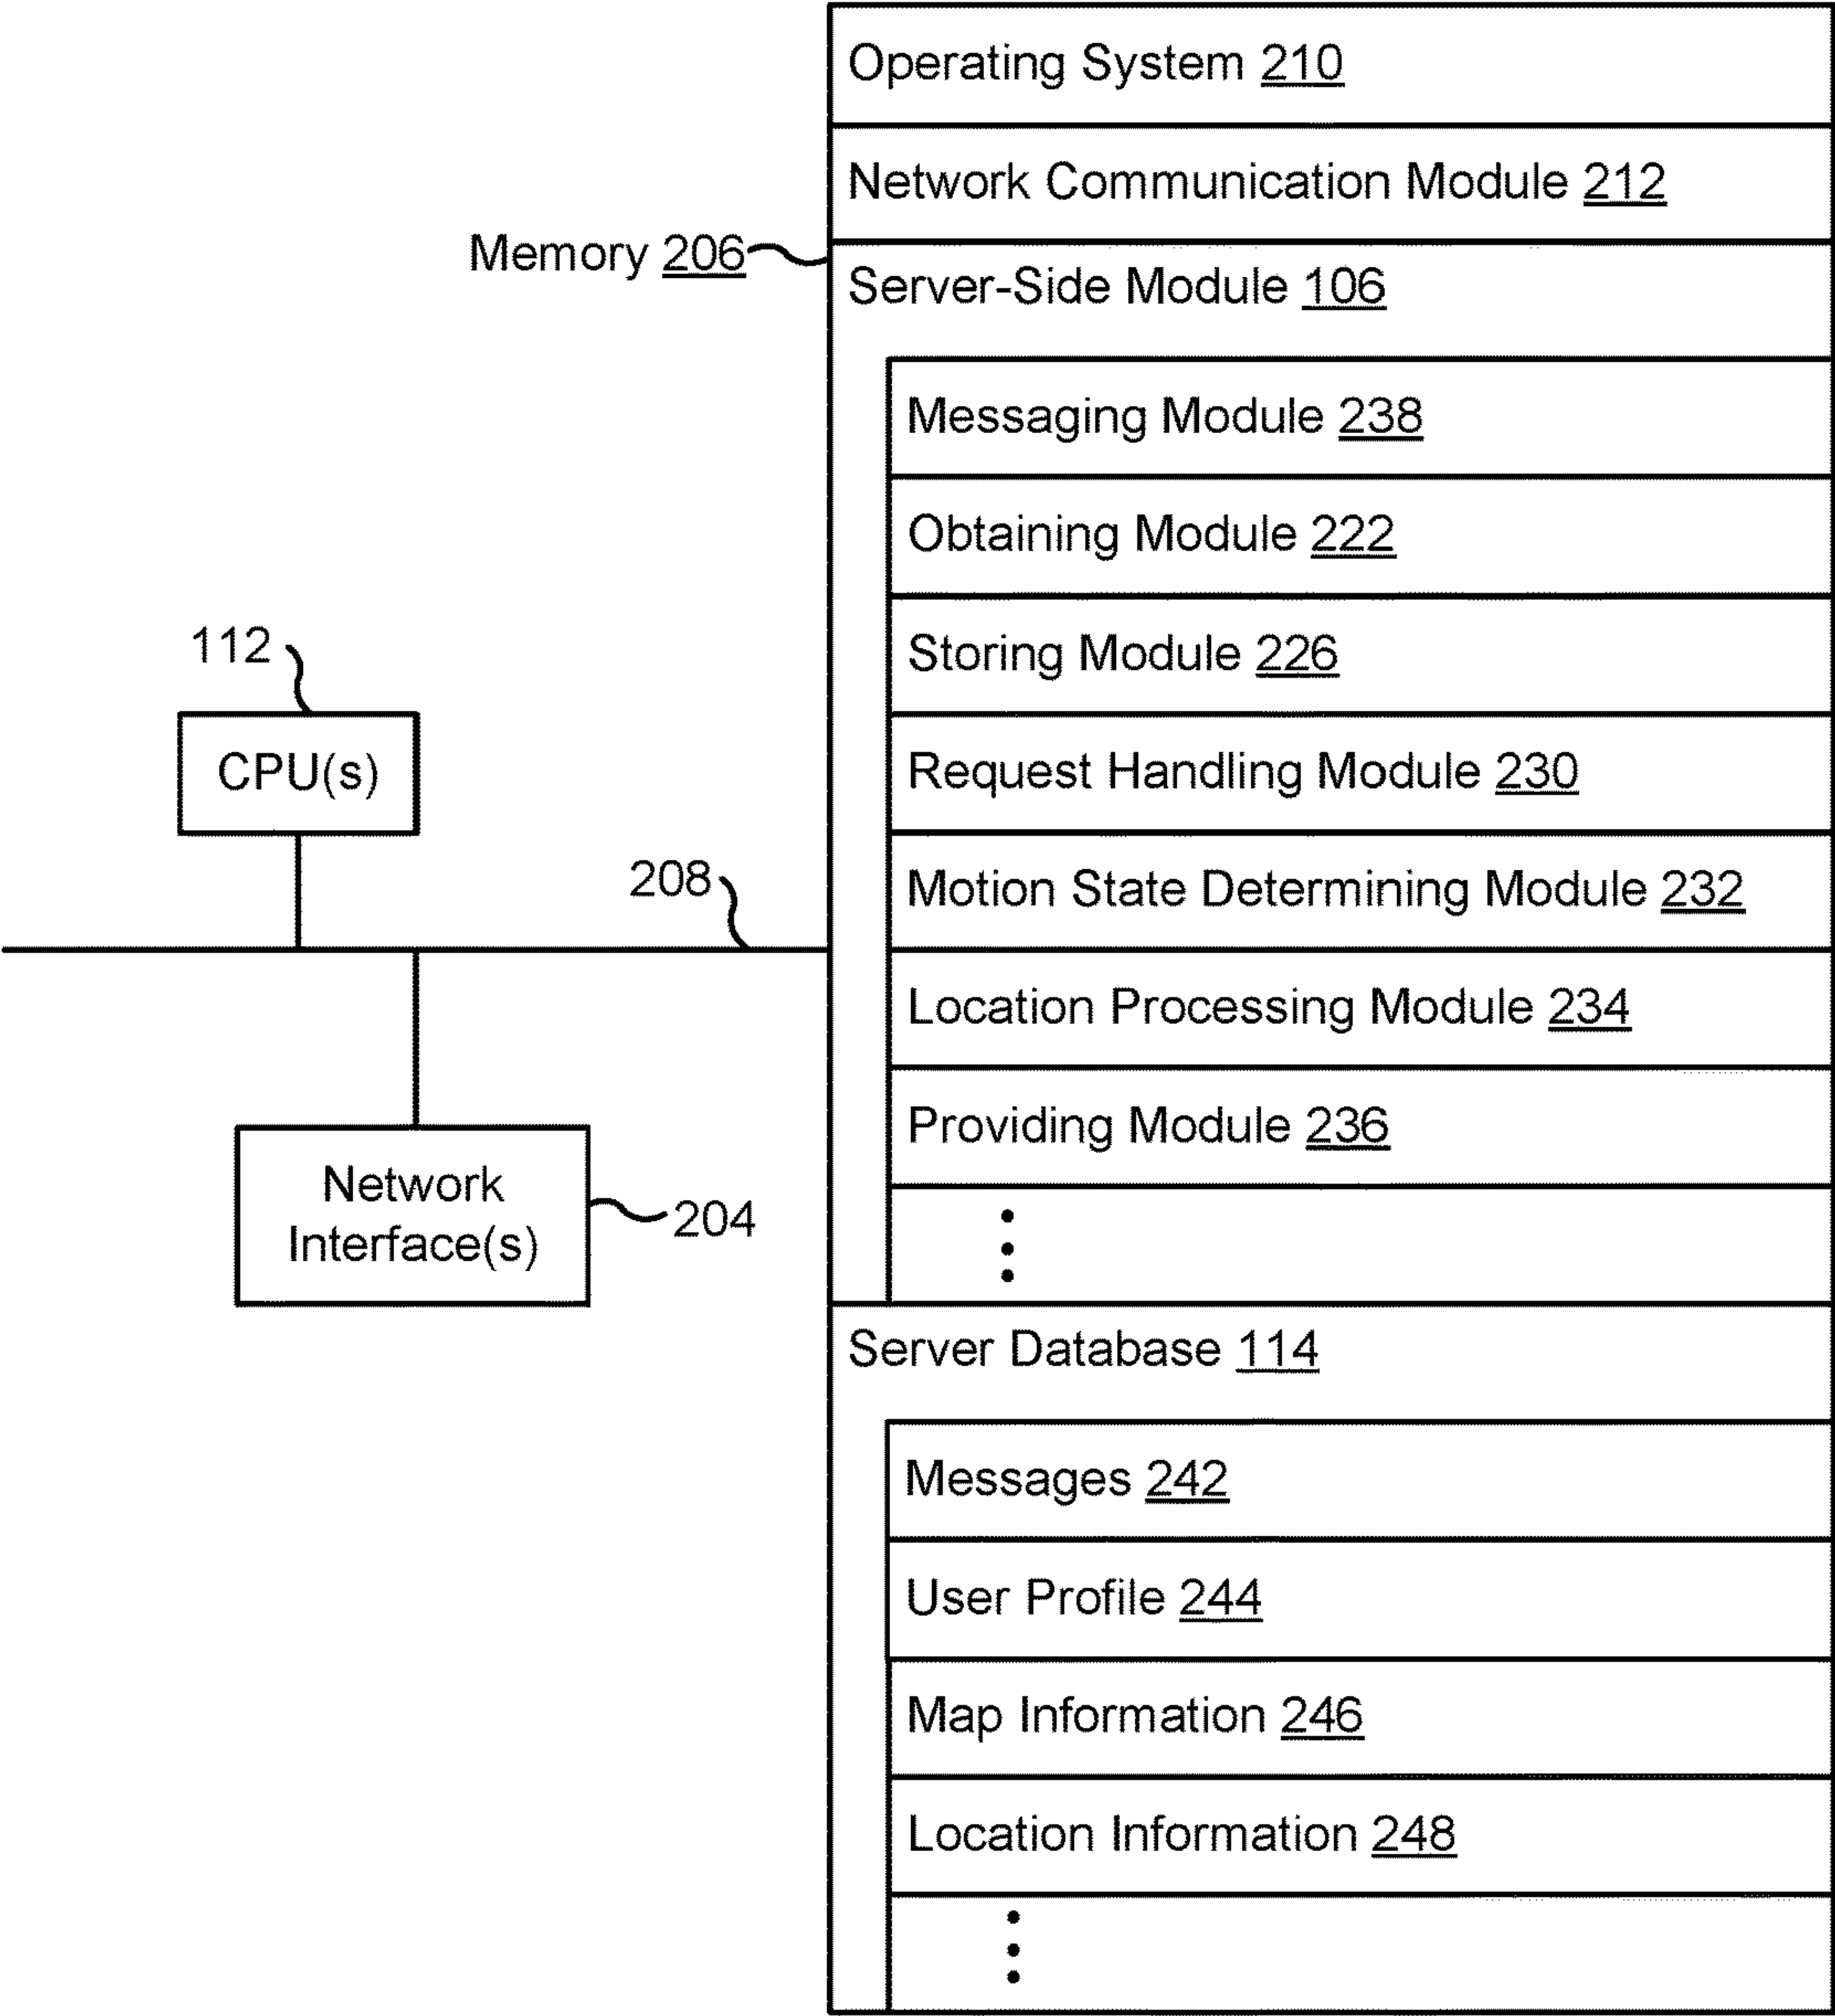 Operating System 210
Network Communication Module 212
Memory 206
Server-Side Module 106
Messaging Module 238
Obtaining Module 222
Storing Module 226
112
CPU(s)
Request Handling Module 230
208
Motion State Determining Module 232
Location Processing Module 234
Providing Module 236
Network
Interface(s)
204
Server Database 114
Messages 242
User Profile 244
Map Information 246
Location Information 248